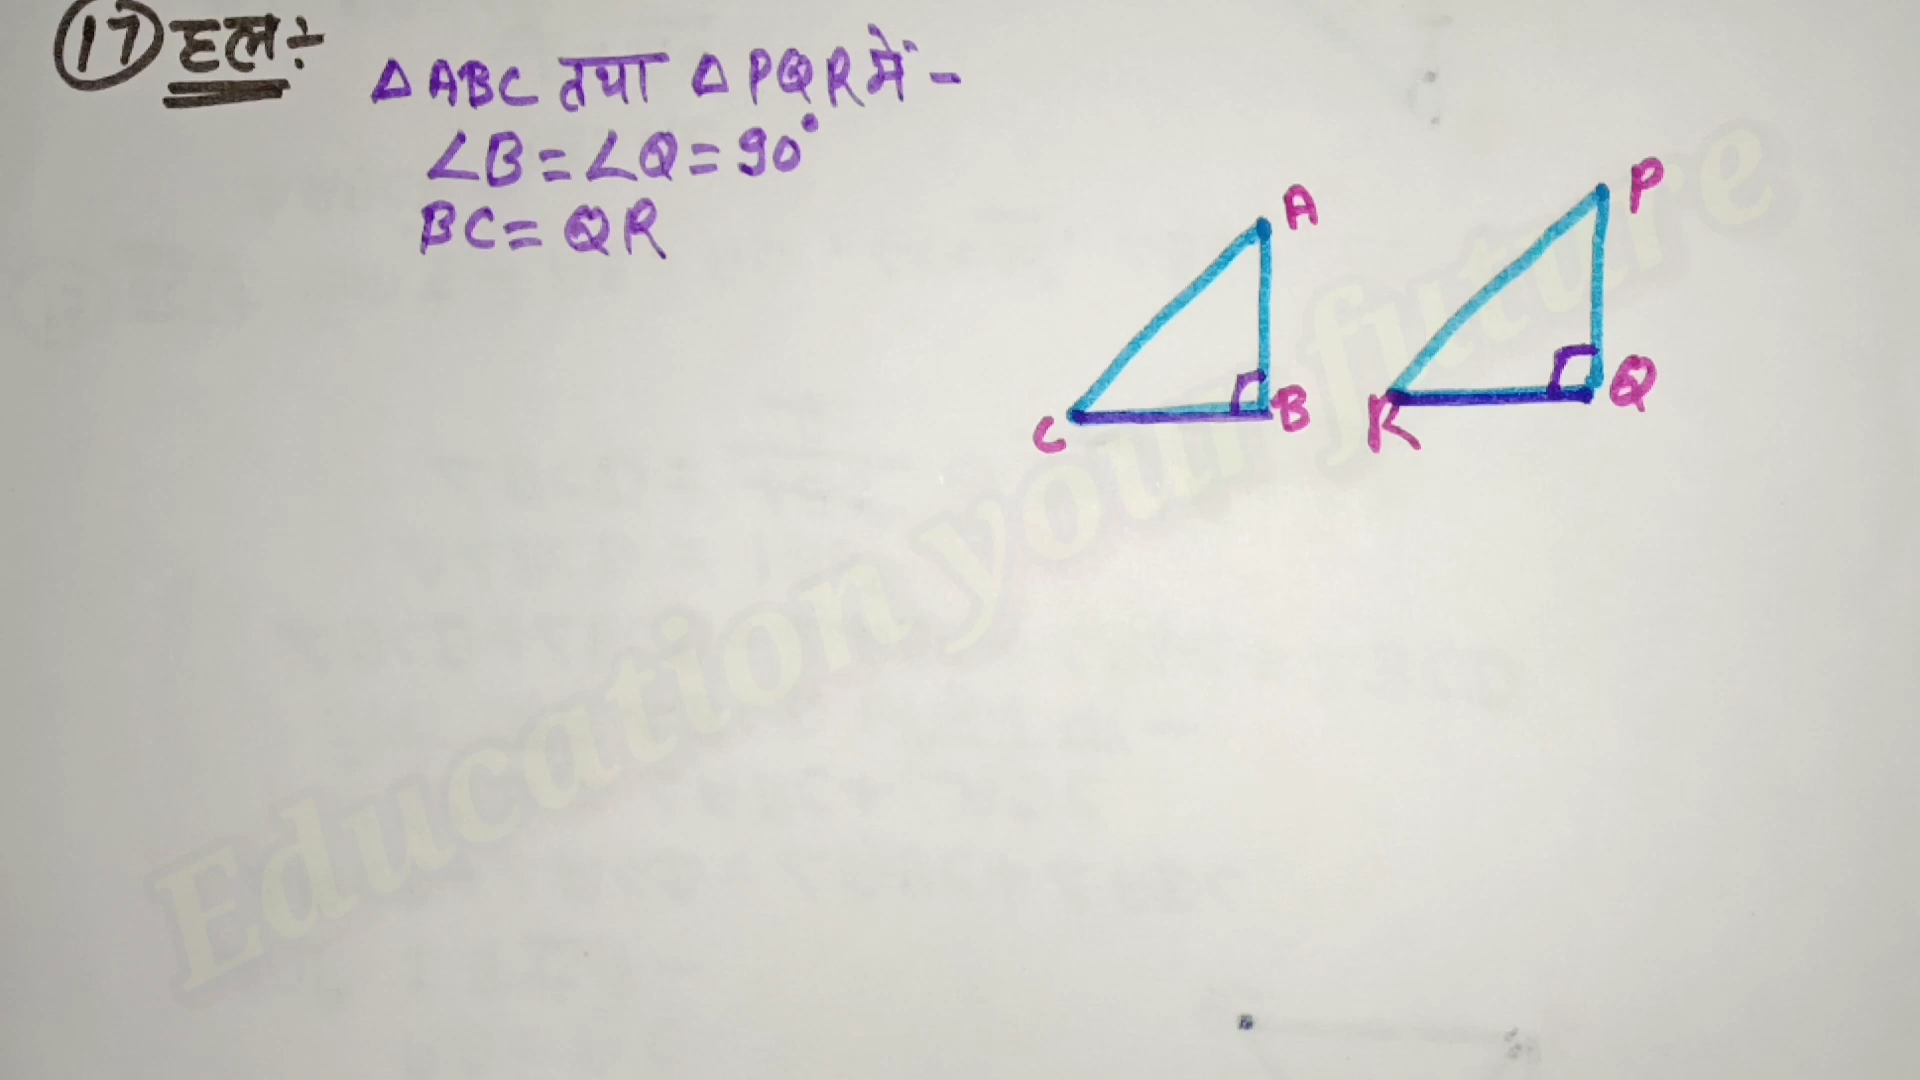 17 हल ÷
△ ABC तथा △ PQR में -
∠B = ∠Q = 90°
BC = QR
A
P
C
B
R
Q
Education your future